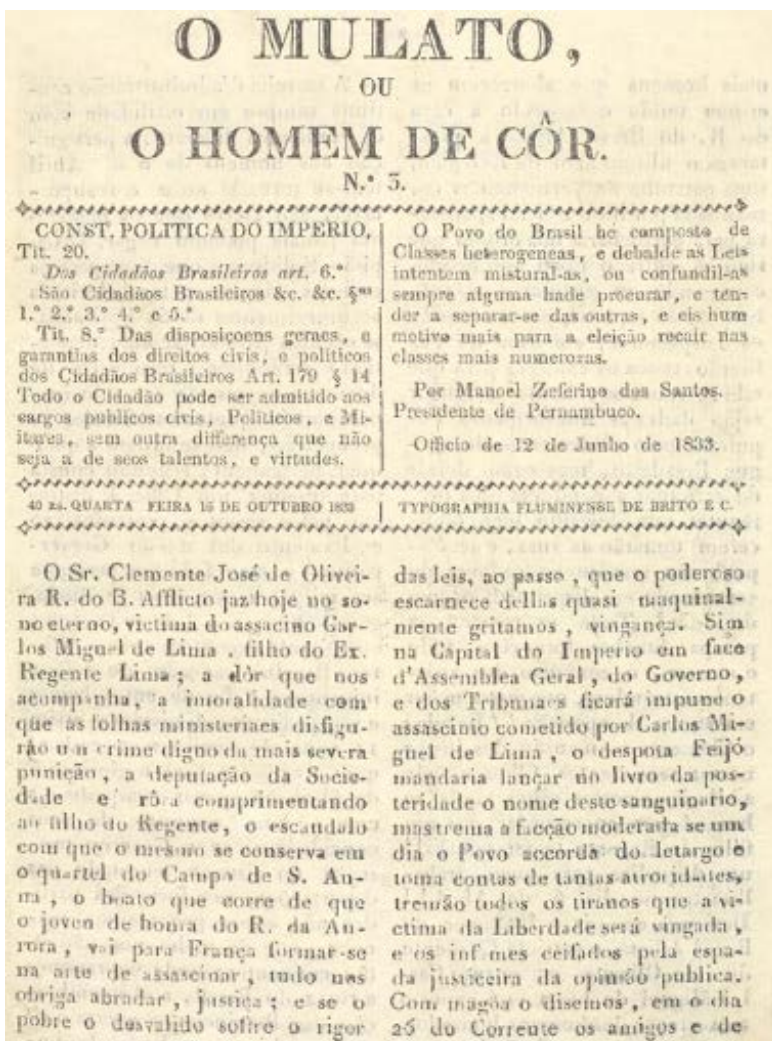 O MULATO,
OU
O HOMEM DE CÔR.
N.º 3.
CONST. POLITICA DO IMPERIO,
Tit. 20.
Dos Cidadãos Brasileiros art. 6.º
São Cidadãos Brasileiros &c. &c. §ºs
1.º 2.º 3.º 4.º e 5.º
Tit. 8.º Das disposiçoens geraes, e
garantias dos direitos civis, e politicos
dos Cidadãos Brasileiros Art. 179 § 14
Todo o Cidadão pode ser admitido aos
cargos publicos civis, Politicos, e Mi-
litares, sem outra differença que não
seja a de seos talentos, e virtudes.
O Povo do Brasil he composto de
Classes heterogeneas, e debalde as Leis
intentem mistural-as, ou confundil-as
sempre alguma hade procurar, e ten-
der a separar-se das outras, e eis hum
motivo mais para a eleição recair nas
classes mais numerozas.
Por Manoel Zeferino dos Santos.
Presidente de Pernambuco.
Officio de 12 de Junho de 1833.
40 rs. QUARTA FEIRA 16 DE OUTUBRO 1833
TYPOGRAPHIA FLUMINENSE DE BRITO E C.
O Sr. Clemente José de Olivei-
ra R. do B. Afflicto jaz hoje no so-
no eterno, victima do assacino Car-
los Miguel de Lima, filho do Ex.
Regente Lima; a dôr que nos
acompanha, a imoralidade com
que as folhas ministeriaes disfigu-
rão um crime digno da mais severa
punição, a deputação da Socie-
dade e comprimentando
ao filho do Regente, o escandalo
com que o mesmo se conserva em
o quartel do Campo de S. An-
na, o boato que corre de que
o joven de honra do R. da Au-
rora, vai para França formar-se
na arte de assascinar, tudo nos
obriga abradar, justiça; e se o
pobre o desvalido soffre o rigor
das leis, ao passo, que o poderoso
escarnece dellas quasi maquinal-
mente gritamos, vingança. Sim
na Capital do Imperio em face
d'Assemblea Geral, do Governo,
e dos Tribunaes ficará impune o
assascinio cometido por Carlos Mi-
guel de Lima, o despota Feijó
mandaria lançar no livro da pos-
teridade o nome deste sanguinario,
mas trema a facção moderada se um
dia o Povo accorda do letargo e
toma contas de tantas atrocidades,
tremão todos os tiranos que a vi-
ctima da Liberdade será vingada,
e os infames ceifados pela espa-
da justiceira da opinião publica.
Com magoa o disemos, em o dia
25 do Corrente os amigos e de